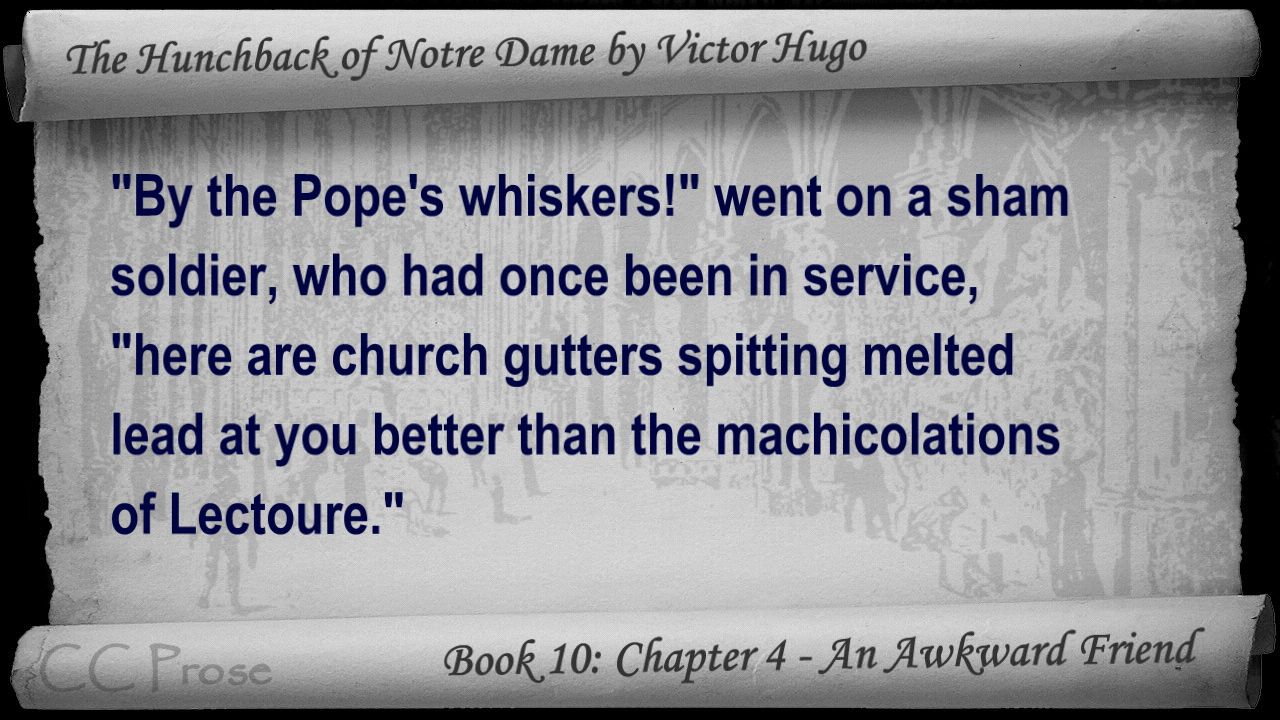 The Hunchback of Notre Dame by Victor Hugo
"By the Pope's whiskers!" went on a sham
soldier, who had once been in service,
"here are church gutters spitting melted
lead at you better than the machicolations
of Lectoure."
CC Prose
Book 10: Chapter 4 - An Awkward Friend